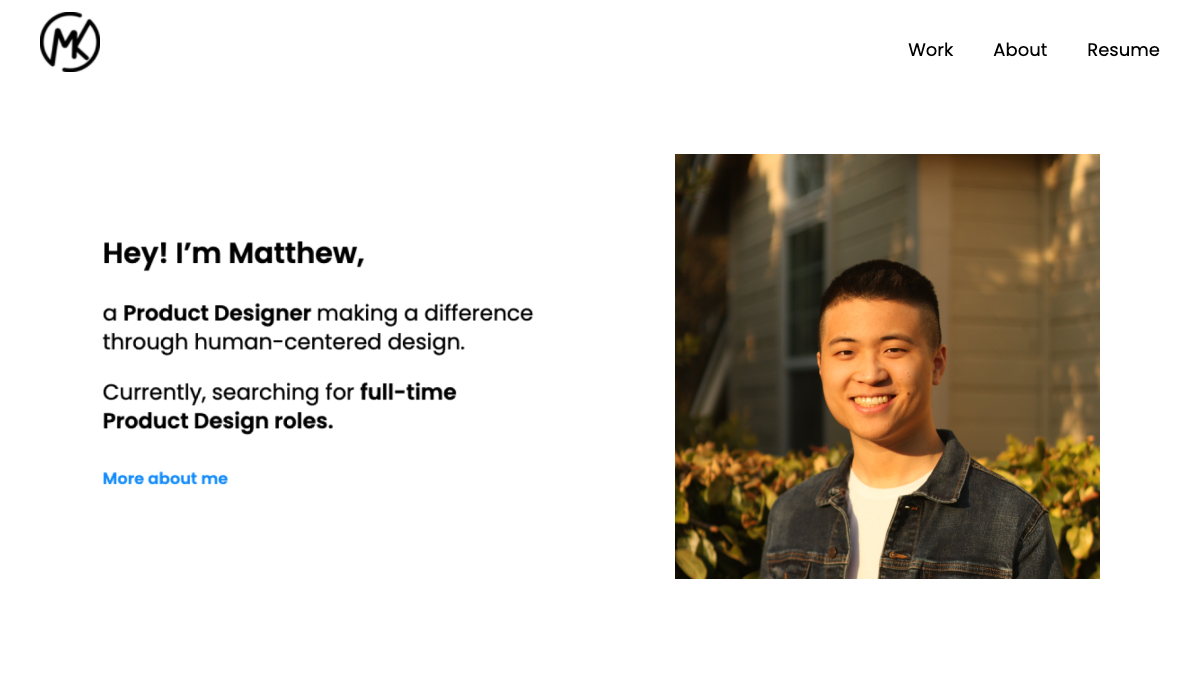 MK
Work About Resume
Hey! I’m Matthew,
a Product Designer making a difference
through human-centered design.
Currently, searching for full-time
Product Design roles.
More about me